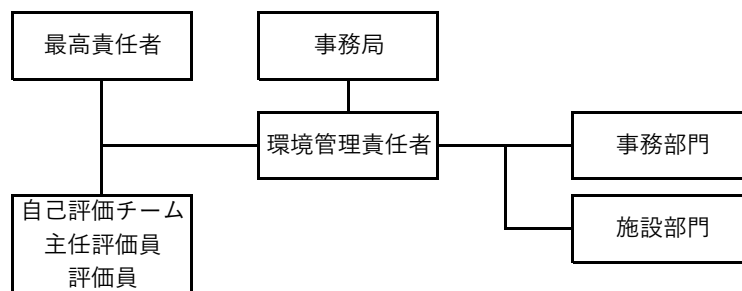 最高責任者
事務局
環境管理責任者
事務部門
自己評価チーム
主任評価員
評価員
施設部門